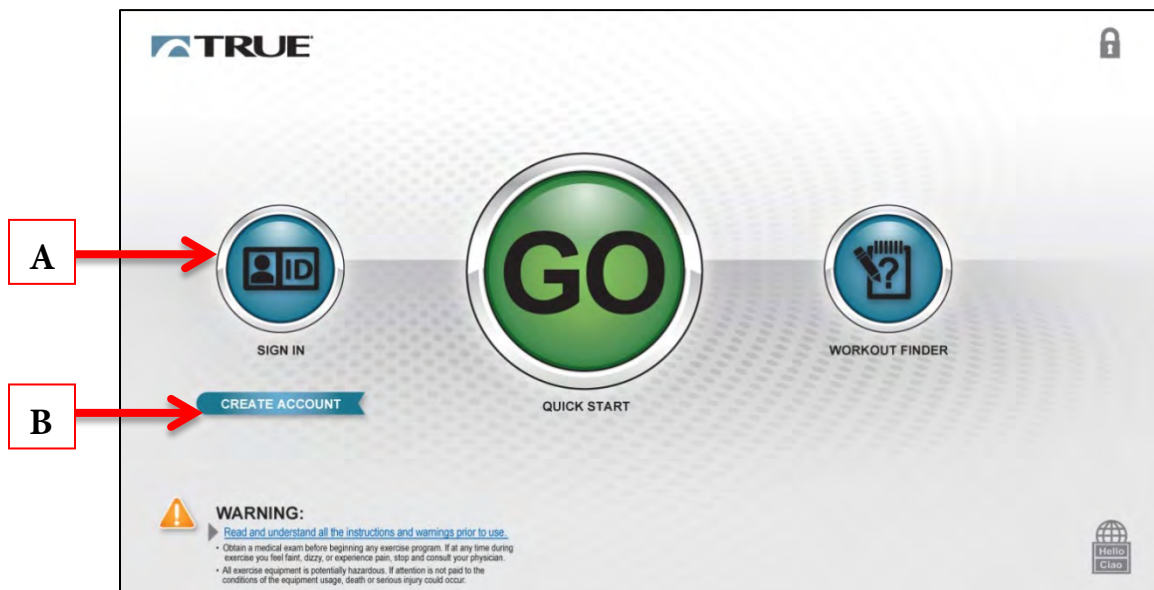 TRUE
A
ID
GO
?
SIGN IN
WORKOUT FINDER
B
CREATE ACCOUNT
QUICK START
WARNING:
Read and understand all the instructions and warnings prior to use.
• Obtain a medical exam before beginning any exercise program. If at any time during
exercise you feel faint, dizzy, or experience pain, stop and consult your physician.
• All exercise equipment is potentially hazardous. If attention is not paid to the
conditions of the equipment usage, death or serious injury could occur.
Hello
Ciao